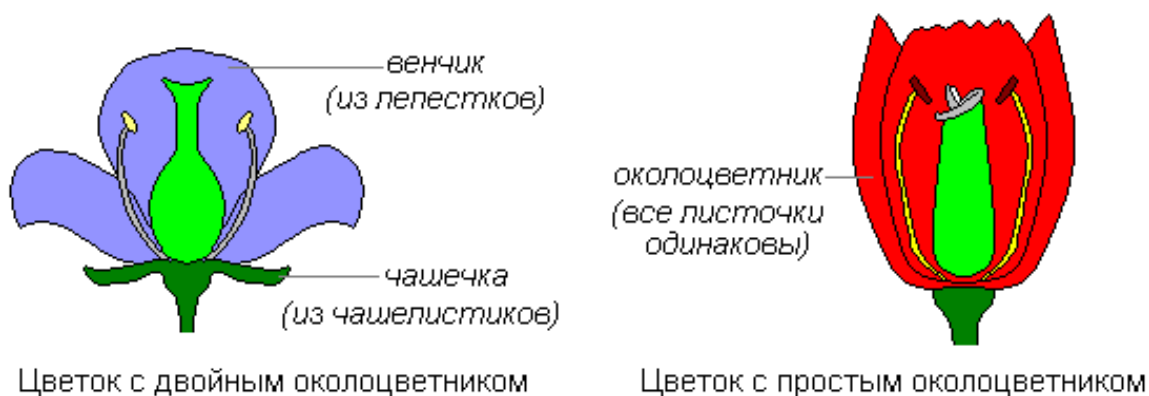 венчик
(из лепестков)
чашечка
(из чашелистиков)
Цветок с двойным околоцветником
околоцветник
(все листочки
одинаковы)
Цветок с простым околоцветником